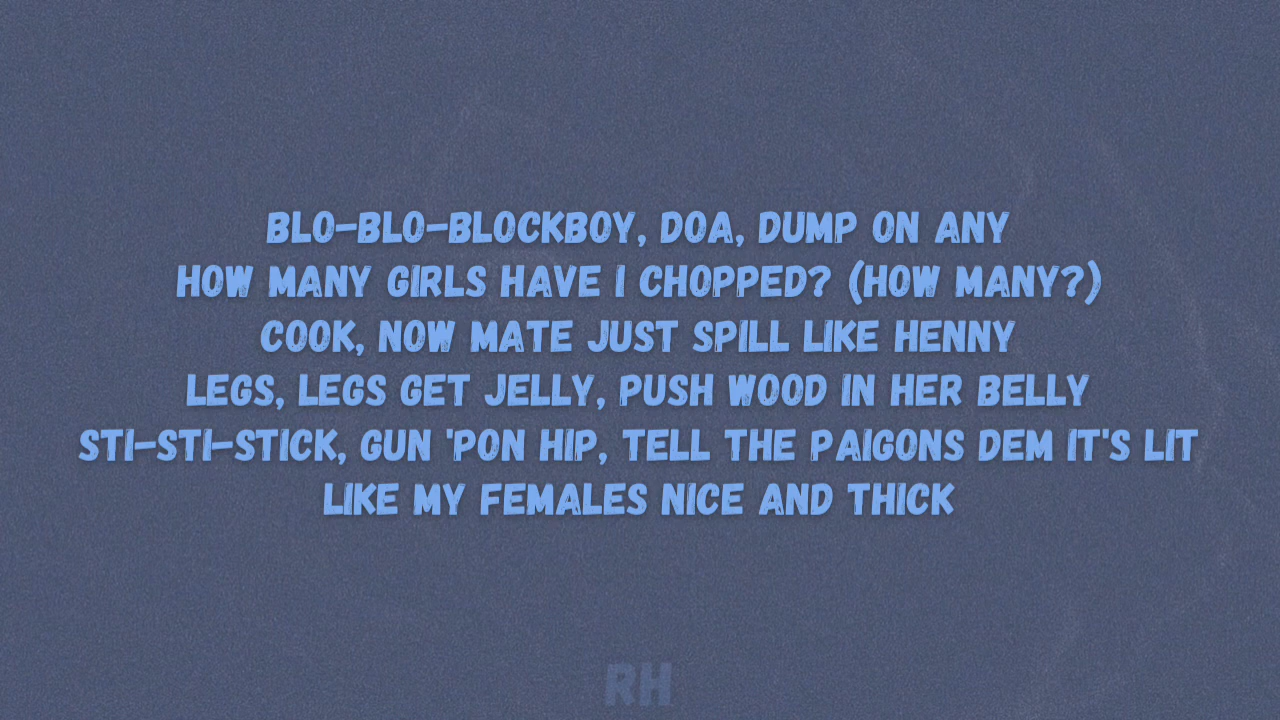 BLO-BLO-BLOCKBOY, DOA, DUMP ON ANY
HOW MANY GIRLS HAVE I CHOPPED? (HOW MANY?)
COOK, NOW MATE JUST SPILL LIKE HENNY
LEGS, LEGS GET JELLY, PUSH WOOD IN HER BELLY
STI-STI-STICK, GUN 'PON HIP, TELL THE PAIGONS DEM IT'S LIT
LIKE MY FEMALES NICE AND THICK
RH